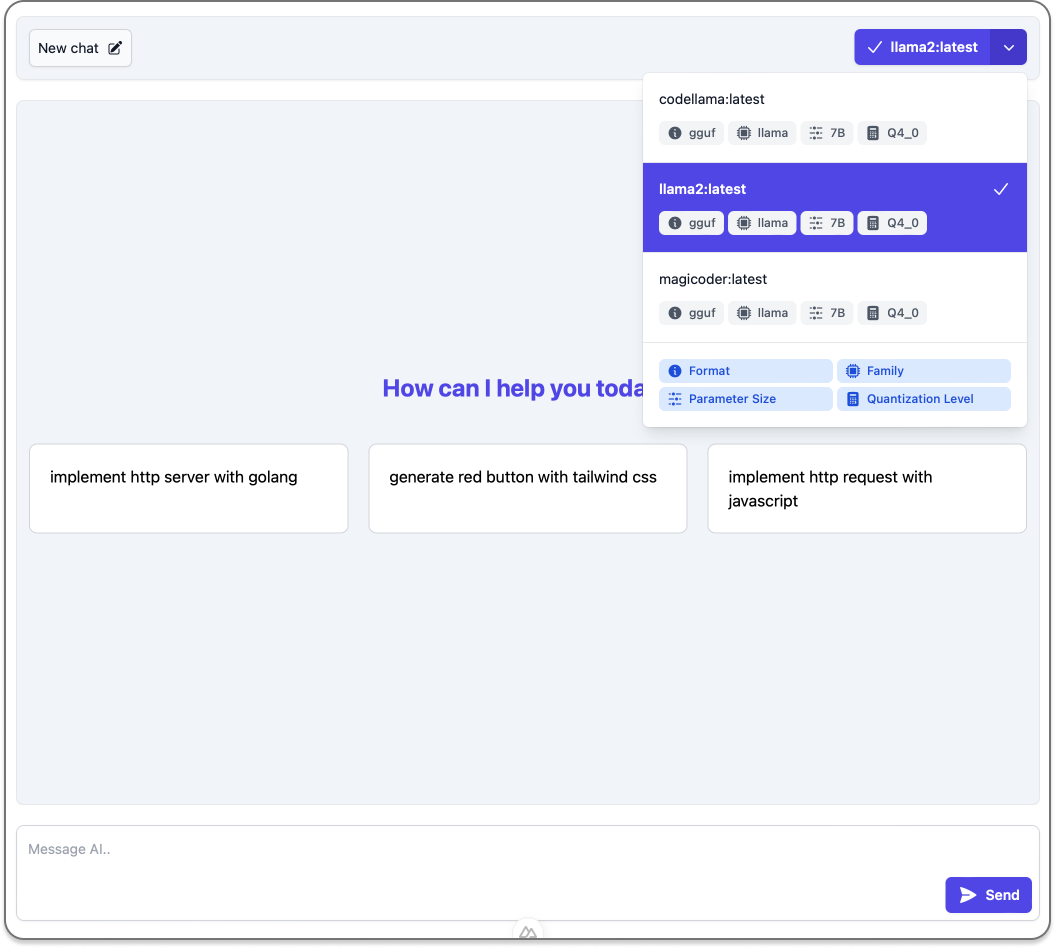 New chat
llama2:latest
codellama:latest
gguf llama 7B Q4_0
llama2:latest
gguf llama 7B Q4_0
magicoder:latest
gguf llama 7B Q4_0
Format Family
Parameter Size Quantization Level
How can I help you toda
implement http server with golang
generate red button with tailwind css
implement http request with
javascript
Message AI..
Send